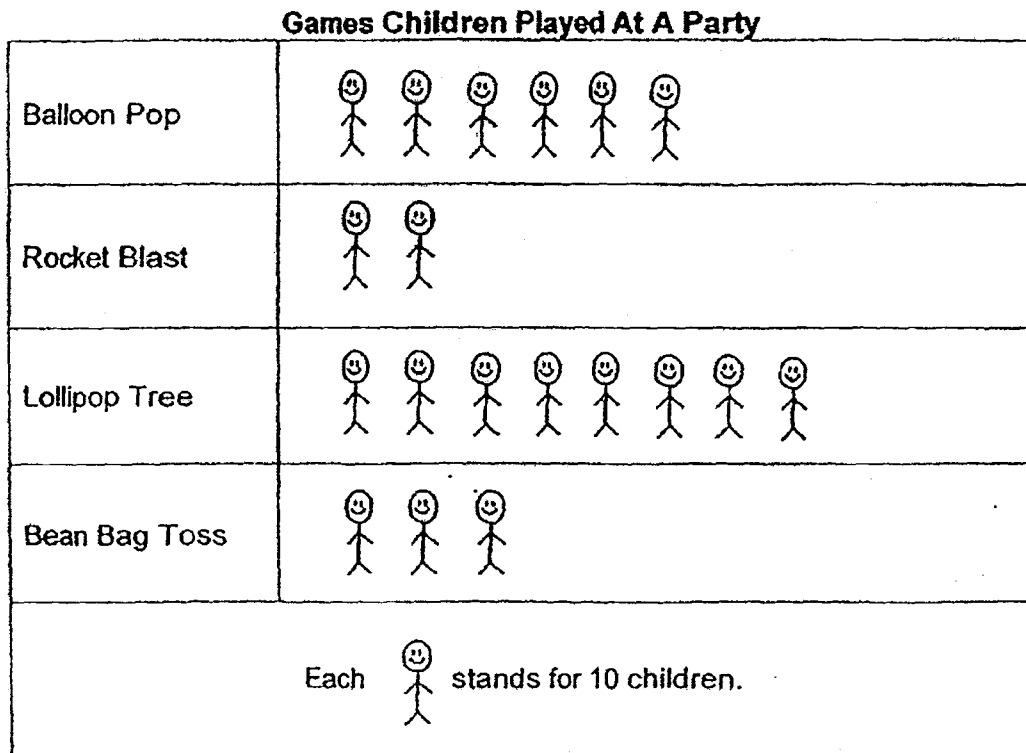 Games Children Played At A Party
Balloon Pop
Rocket Blast
Lollipop Tree
Bean Bag Toss
Each stands for 10 children.